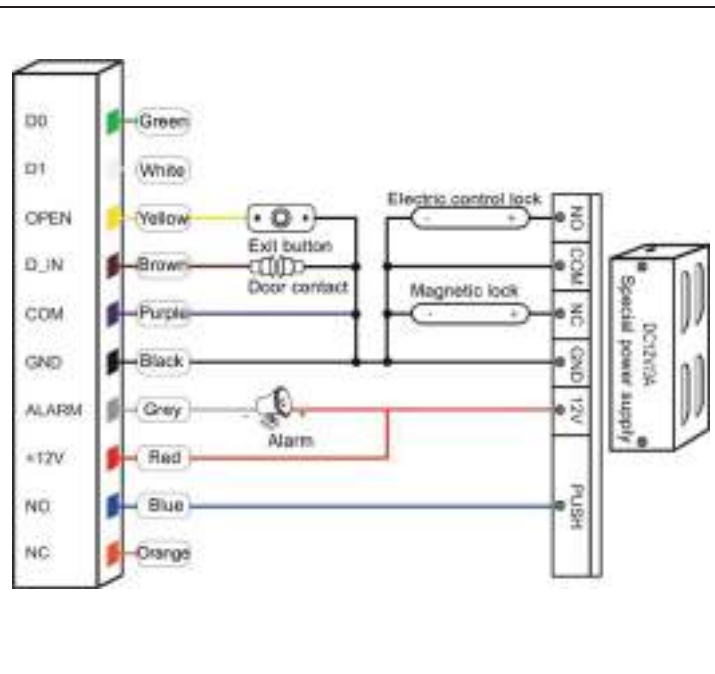 D0
Green
D1
White
OPEN
Yellow
Exit button
D_IN
Brown
Door contact
COM
Purple
GND
Black
ALARM
Grey
- +
Alarm
+12V
Red
NO
Blue
NC
Orange
Electric control lock
- +
Magnetic lock
- +
NO
COM
NC
GND
12V
PUSH
Special power supply